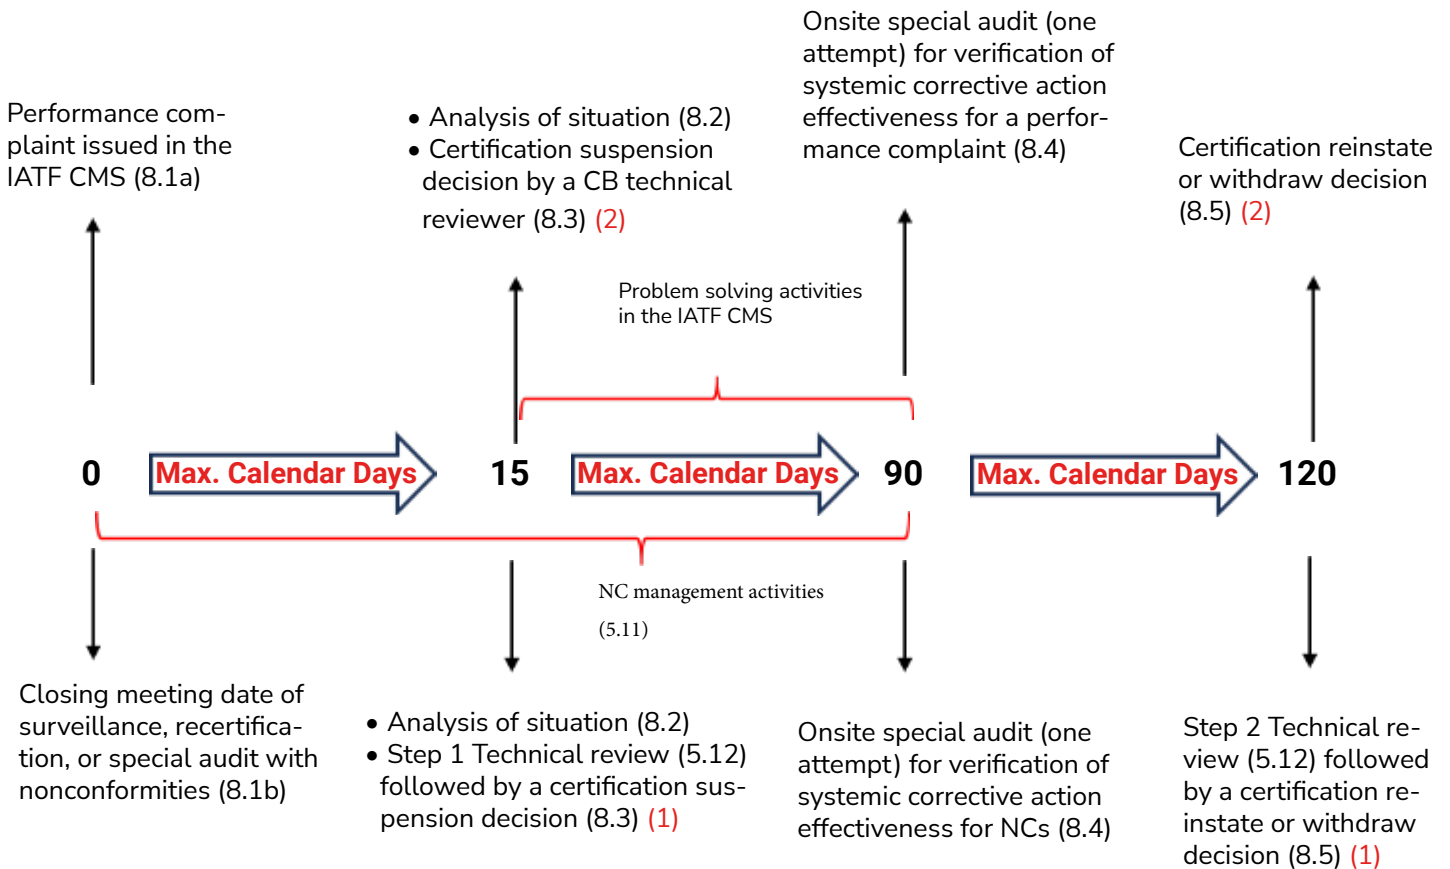 Performance com-
plaint issued in the
IATF CMS (8.1a)
• Analysis of situation (8.2)
• Certification suspension
decision by a CB technical
reviewer (8.3) (2)
Onsite special audit (one
attempt) for verification of
systemic corrective action
effectiveness for a perfor-
mance complaint (8.4)
Certification reinstate
or withdraw decision
(8.5) (2)
Problem solving activities
in the IATF CMS
0 Max. Calendar Days 15 Max. Calendar Days 90 Max. Calendar Days 120
NC management activities
(5.11)
Closing meeting date of
surveillance, recertifica-
tion, or special audit with
nonconformities (8.1b)
• Analysis of situation (8.2)
• Step 1 Technical review (5.12)
followed by a certification sus-
pension decision (8.3) (1)
Onsite special audit (one
attempt) for verification of
systemic corrective action
effectiveness for NCs (8.4)
Step 2 Technical re-
view (5.12) followed
by a certification re-
instate or withdraw
decision (8.5) (1)